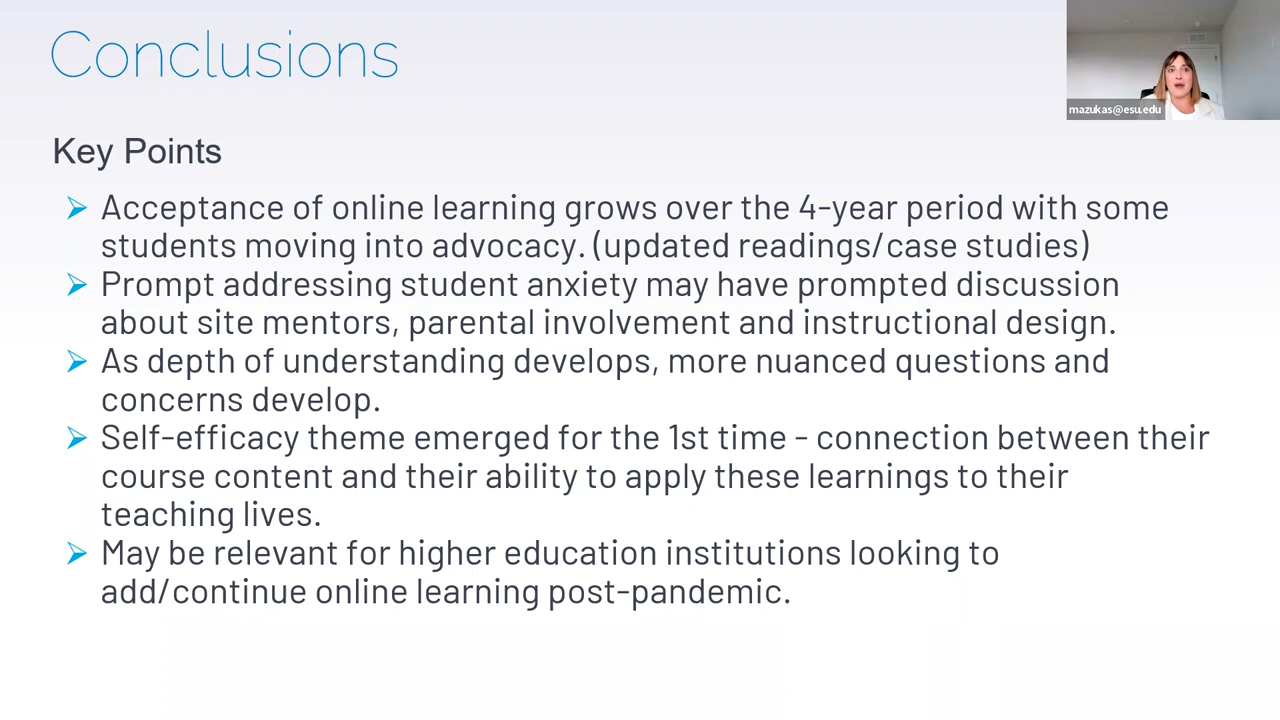 Conclusions
mazukas@esu.edu
Key Points
Acceptance of online learning grows over the 4-year period with some
students moving into advocacy. (updated readings/case studies)
Prompt addressing student anxiety may have prompted discussion
about site mentors, parental involvement and instructional design.
As depth of understanding develops, more nuanced questions and
concerns develop.
Self-efficacy theme emerged for the 1st time - connection between their
course content and their ability to apply these learnings to their
teaching lives.
May be relevant for higher education institutions looking to
add/continue online learning post-pandemic.